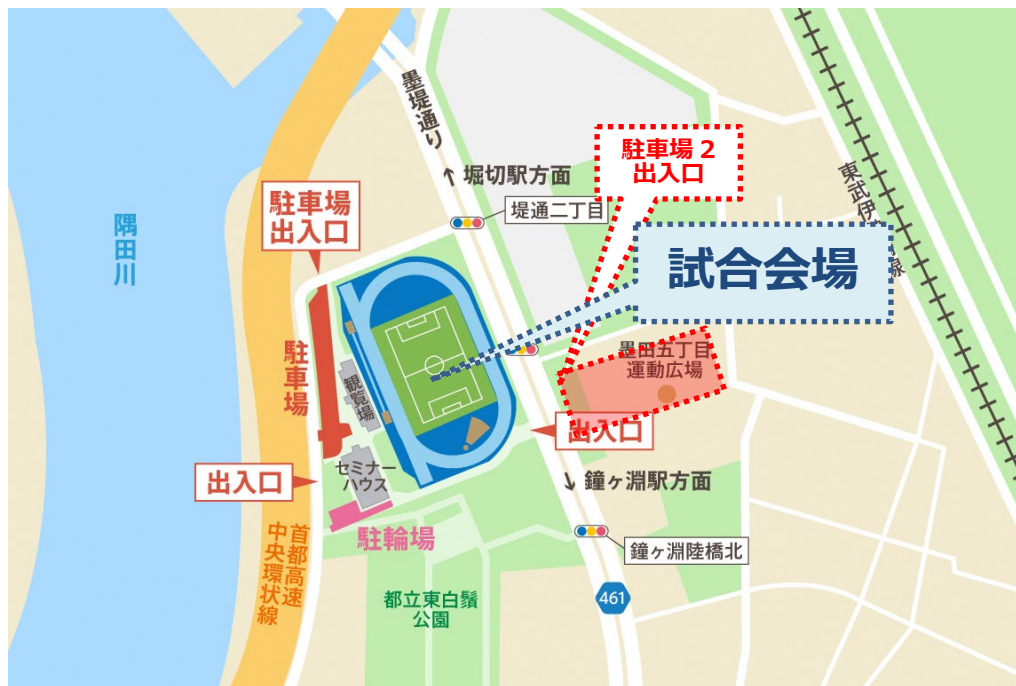 墨堤通り
駐車場２
出入口
↑ 堀切駅方面
駐車場
出入口
堤通二丁目
隅田川
試合会場
東武伊
線
墨田五丁目
運動広場
駐車場
観覧場
出入口
セミナー
ハウス
出入口
↓ 鐘ヶ淵駅方面
駐輪場
首都高速
中央環状線
鐘ヶ淵陸橋北
461
都立東白鬚
公園